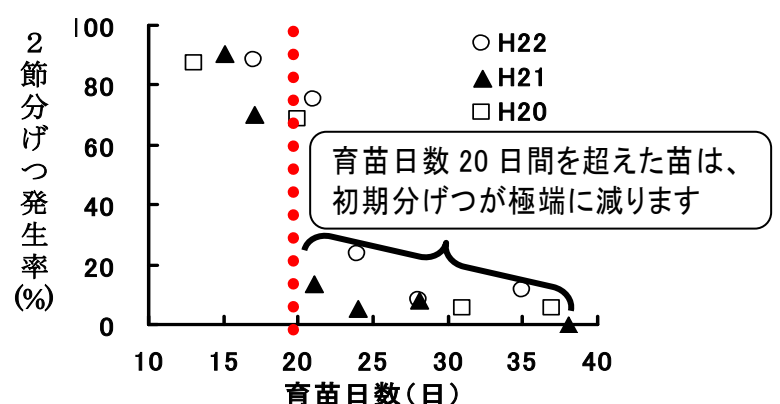 2節分げつ発生率(%)
100
80
60
40
20
0
○ H22
▲ H21
□ H20
育苗日数 20 日間を超えた苗は、
初期分げつが極端に減ります
10 15 20 25 30 35 40
育苗日数(日)